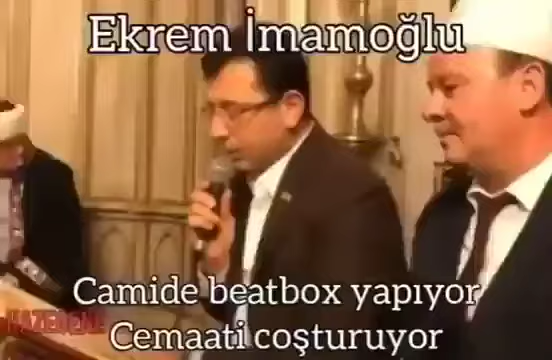 Ekrem İmamoğlu
Camide beatbox yapıyor
Cemaati coşturuyor